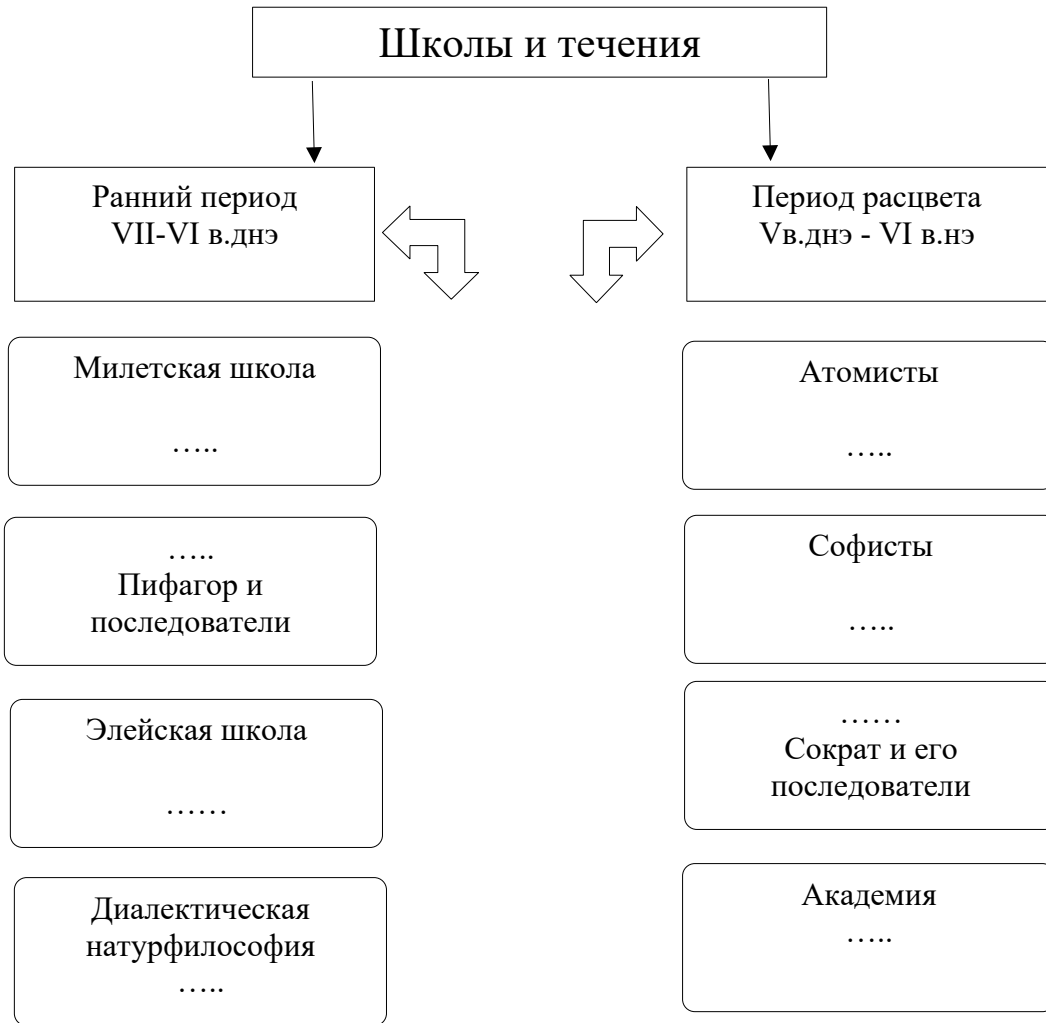 Школы и течения
Ранний период
VII-VI в.днэ
Период расцвета
Vв.днэ - VI в.нэ
Милетская школа
…..
…..
Пифагор и
последователи
Элейская школа
……
Диалектическая
натурфилософия
…..
Атомисты
…..
Софисты
…..
……
Сократ и его
последователи
Академия
…..